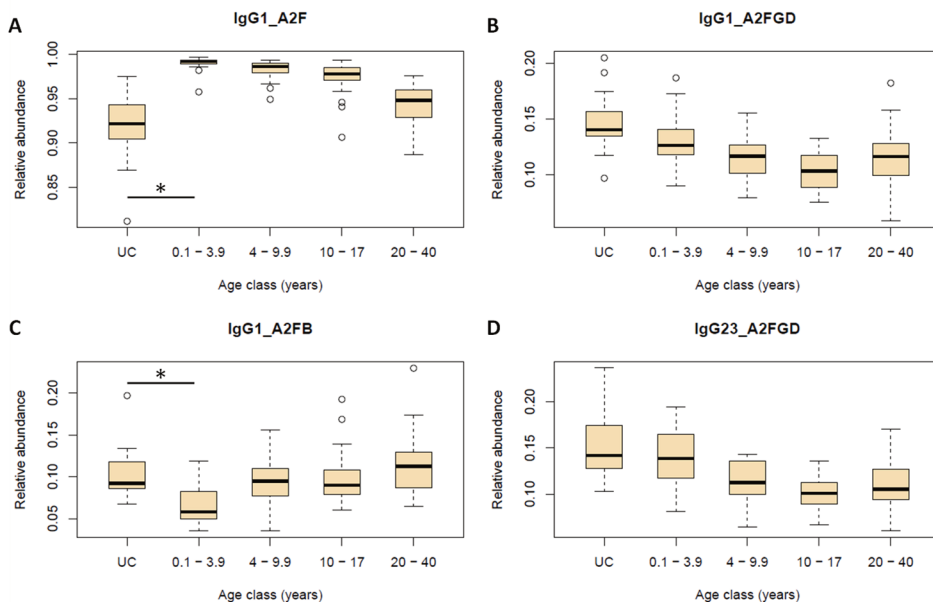 A
IgG1_A2F
Relative abundance
1.00
0.95
0.90
0.85
*
UC
0.1 − 3.9
4 − 9.9
10 − 17
20 − 40
Age class (years)
B
IgG1_A2FGD
Relative abundance
0.20
0.15
0.10
UC
0.1 − 3.9
4 − 9.9
10 − 17
20 − 40
Age class (years)
C
IgG1_A2FB
Relative abundance
0.20
0.15
0.10
0.05
*
UC
0.1 − 3.9
4 − 9.9
10 − 17
20 − 40
Age class (years)
D
IgG23_A2FGD
Relative abundance
0.20
0.15
0.10
UC
0.1 − 3.9
4 − 9.9
10 − 17
20 − 40
Age class (years)